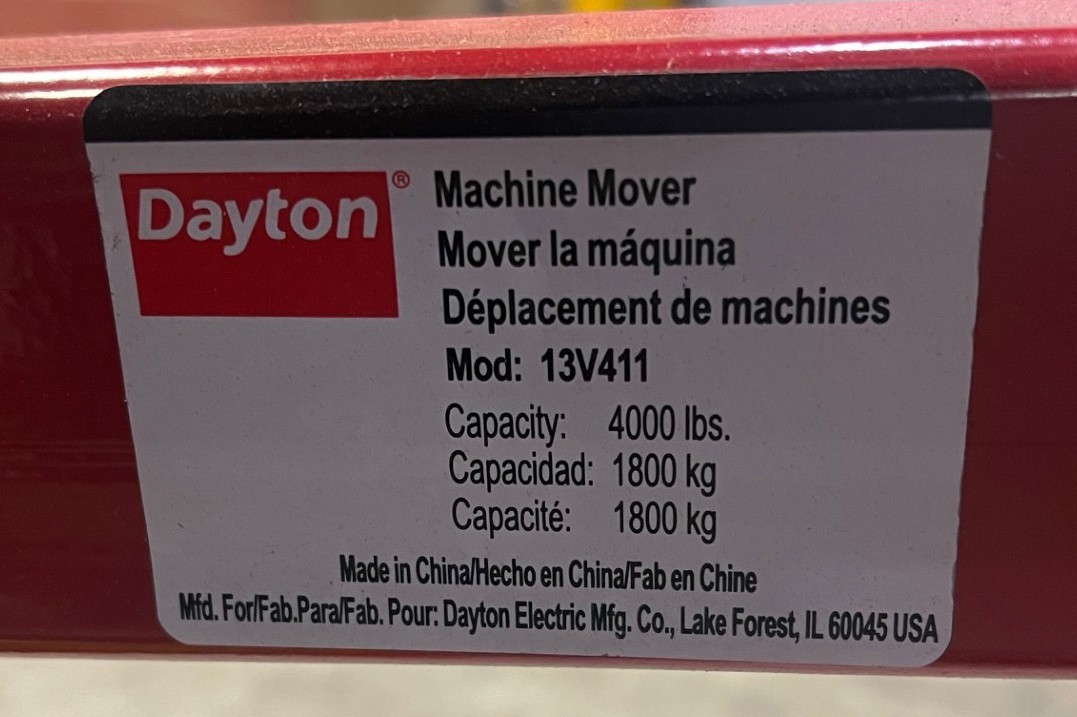 Dayton®
Machine Mover
Mover la máquina
Déplacement de machines
Mod: 13V411
Capacity: 4000 lbs.
Capacidad: 1800 kg
Capacité: 1800 kg
Made in China/Hecho en China/Fab en Chine
Mfd. For/Fab.Para/Fab. Pour: Dayton Electric Mfg. Co., Lake Forest, IL 60045 USA